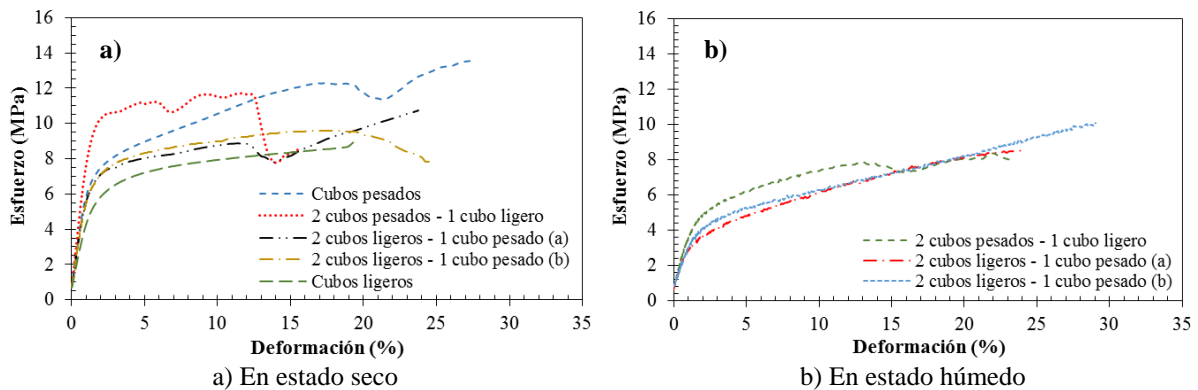 a)
Esfuerzo (MPa)
16
14
12
10
8
6
4
2
0
Cubos pesados
2 cubos pesados - 1 cubo ligero
2 cubos ligeros - 1 cubo pesado (a)
2 cubos ligeros - 1 cubo pesado (b)
Cubos ligeros
0 5 10 15 20 25 30 35
Deformación (%)
a) En estado seco
b)
Esfuerzo (MPa)
16
14
12
10
8
6
4
2
0
2 cubos pesados - 1 cubo ligero
2 cubos ligeros - 1 cubo pesado (a)
2 cubos ligeros - 1 cubo pesado (b)
0 5 10 15 20 25 30 35
Deformación (%)
b) En estado húmedo